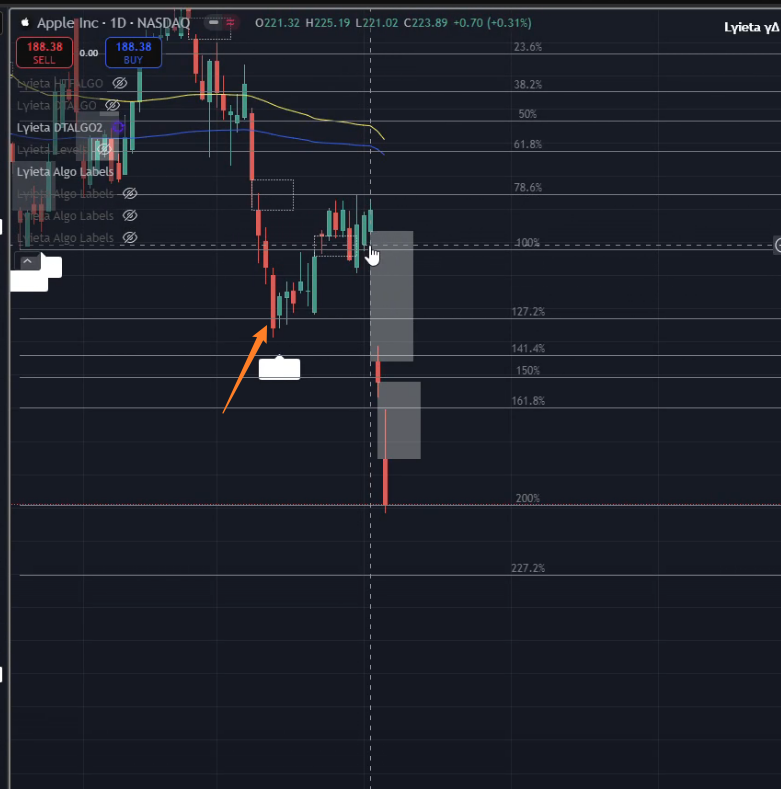 Apple Inc · 1D · NASDAQ
O221.32 H225.19 L221.02 C223.89 +0.70 (+0.31%)
Lyieta γΔ
188.38
SELL
0.00
188.38
BUY
Lyieta DTALGO
Lyieta DTALGO2
Lyieta Levels
Lyieta Algo Labels
Lyieta Algo Labels
Lyieta Algo Labels
Lyieta Algo Labels
23.6%
38.2%
50%
61.8%
78.6%
100%
127.2%
141.4%
150%
161.8%
200%
227.2%